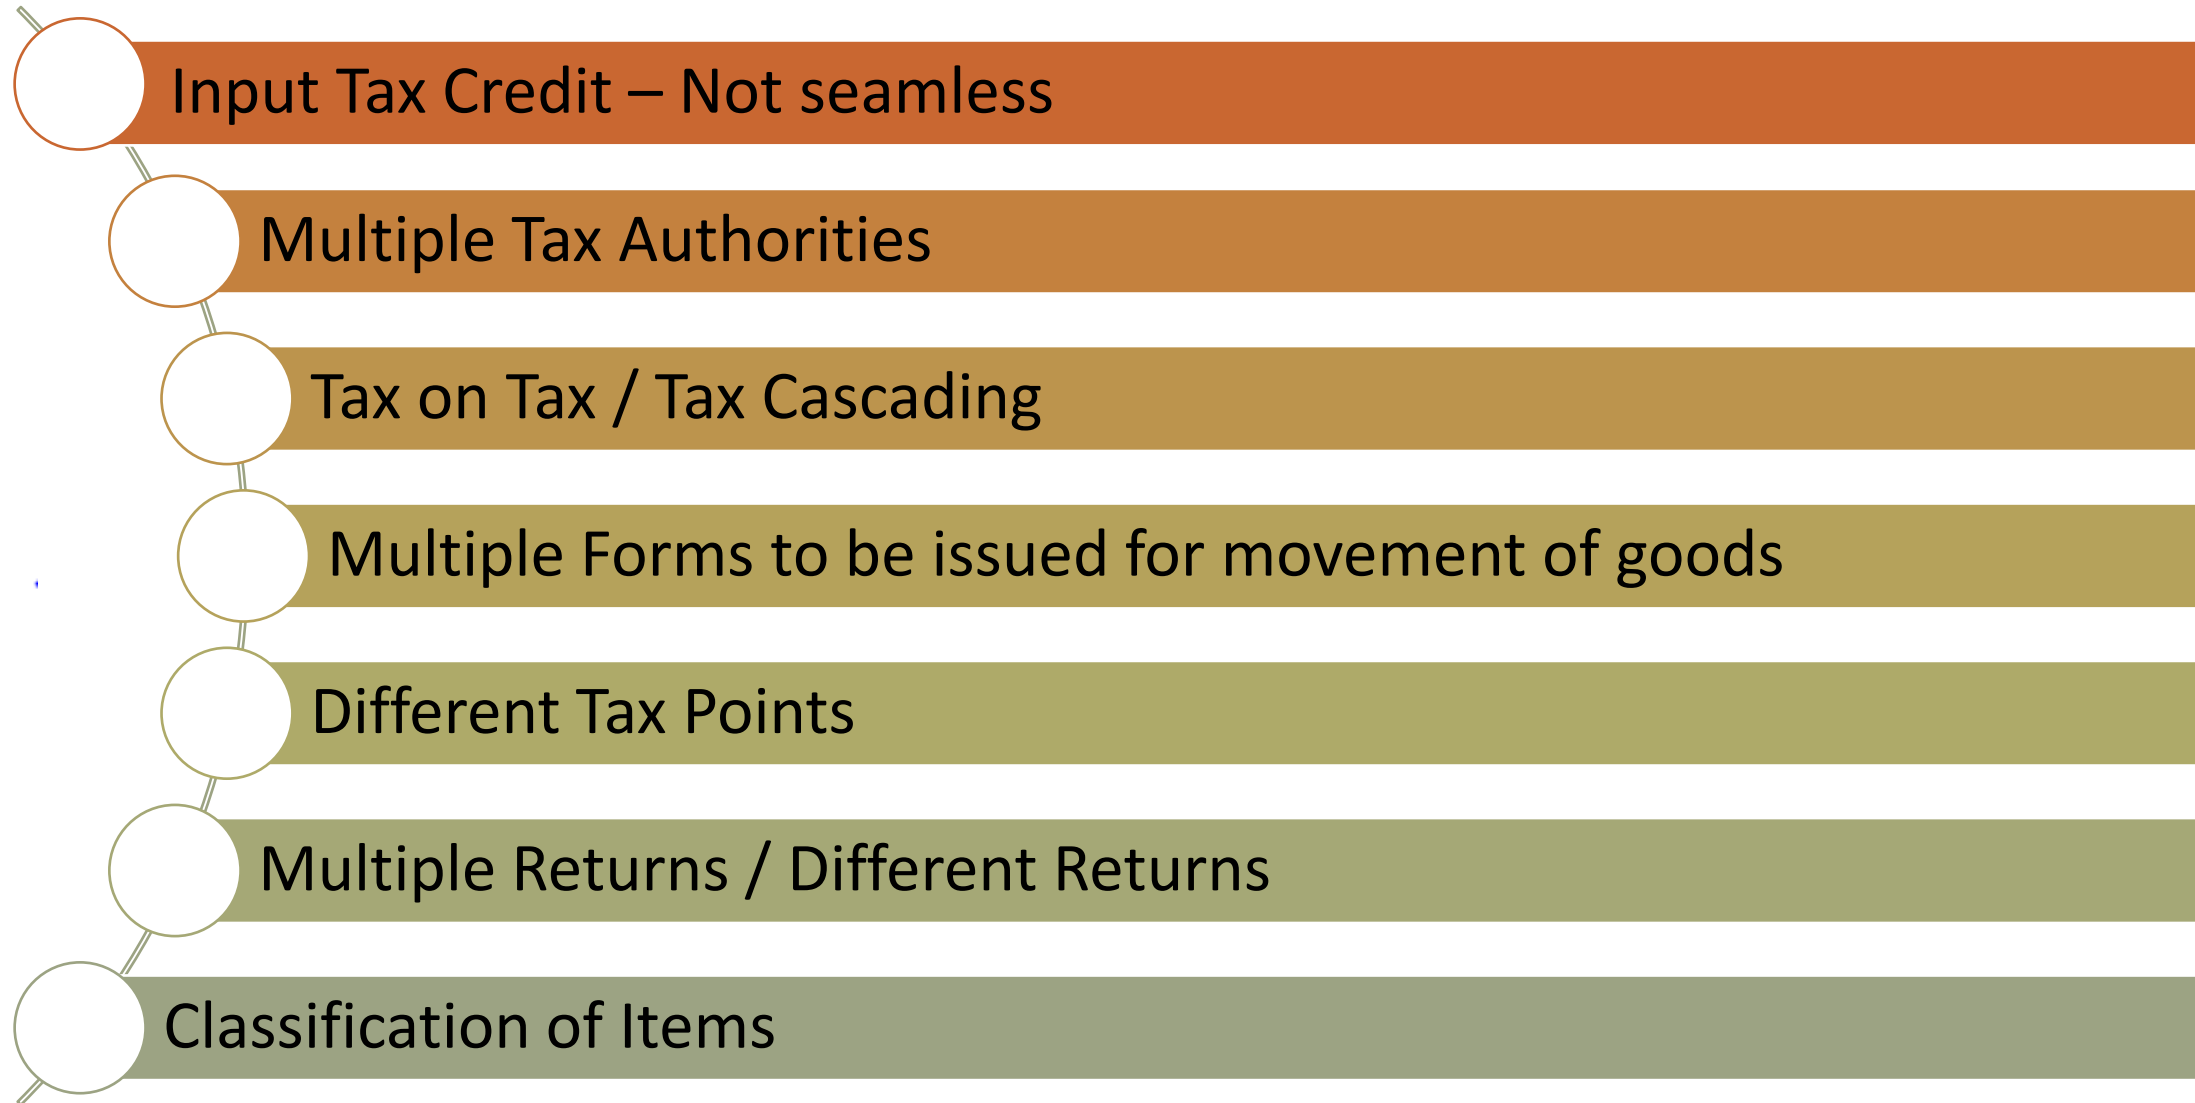 Input Tax Credit – Not seamless
Multiple Tax Authorities
Tax on Tax / Tax Cascading
Multiple Forms to be issued for movement of goods
Different Tax Points
Multiple Returns / Different Returns
Classification of Items